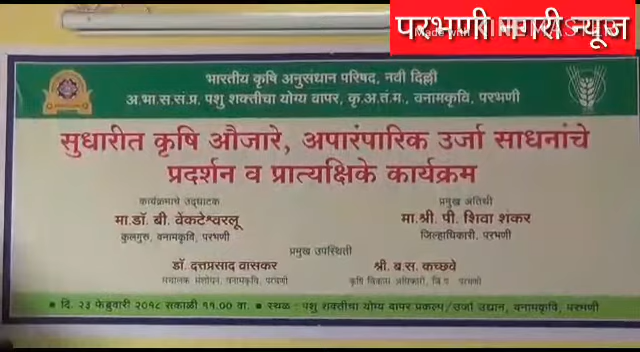 परभणी नगरी न्यूज
Made with KINEMASTER
भारतीय कृषि अनुसंधान परिषद, नवी दिल्ली
अ.भा.स.सं.प्र. पशु शक्तीचा योग्य वापर, कृ.अ.तं.म., वनामकृवि, परभणी
सुधारीत कृषि औजारे, अपारंपारिक उर्जा साधनांचे
प्रदर्शन व प्रात्यक्षिके कार्यक्रम
कार्यक्रमाचे उद्घाटक
प्रमुख अतिथी
मा.डॉ. बी. वेंकटेश्वरलू
मा.श्री. पी. शिवा शंकर
कुलगुरु, वनामकृवि, परभणी
जिल्हाधिकारी, परभणी
प्रमुख उपस्थिती
डॉ. दत्तप्रसाद वासकर
श्री. ब.स. कच्छवे
संचालक संशोधन, वनामकृवि, परभणी
कृषि विकास अधिकारी, जि.प. परभणी
• दि. २३ फेब्रुवारी २०१८ सकाळी ११.०० वा. • स्थळ : पशु शक्तीचा योग्य वापर प्रकल्प/उर्जा उद्यान, वनामकृवि, परभणी